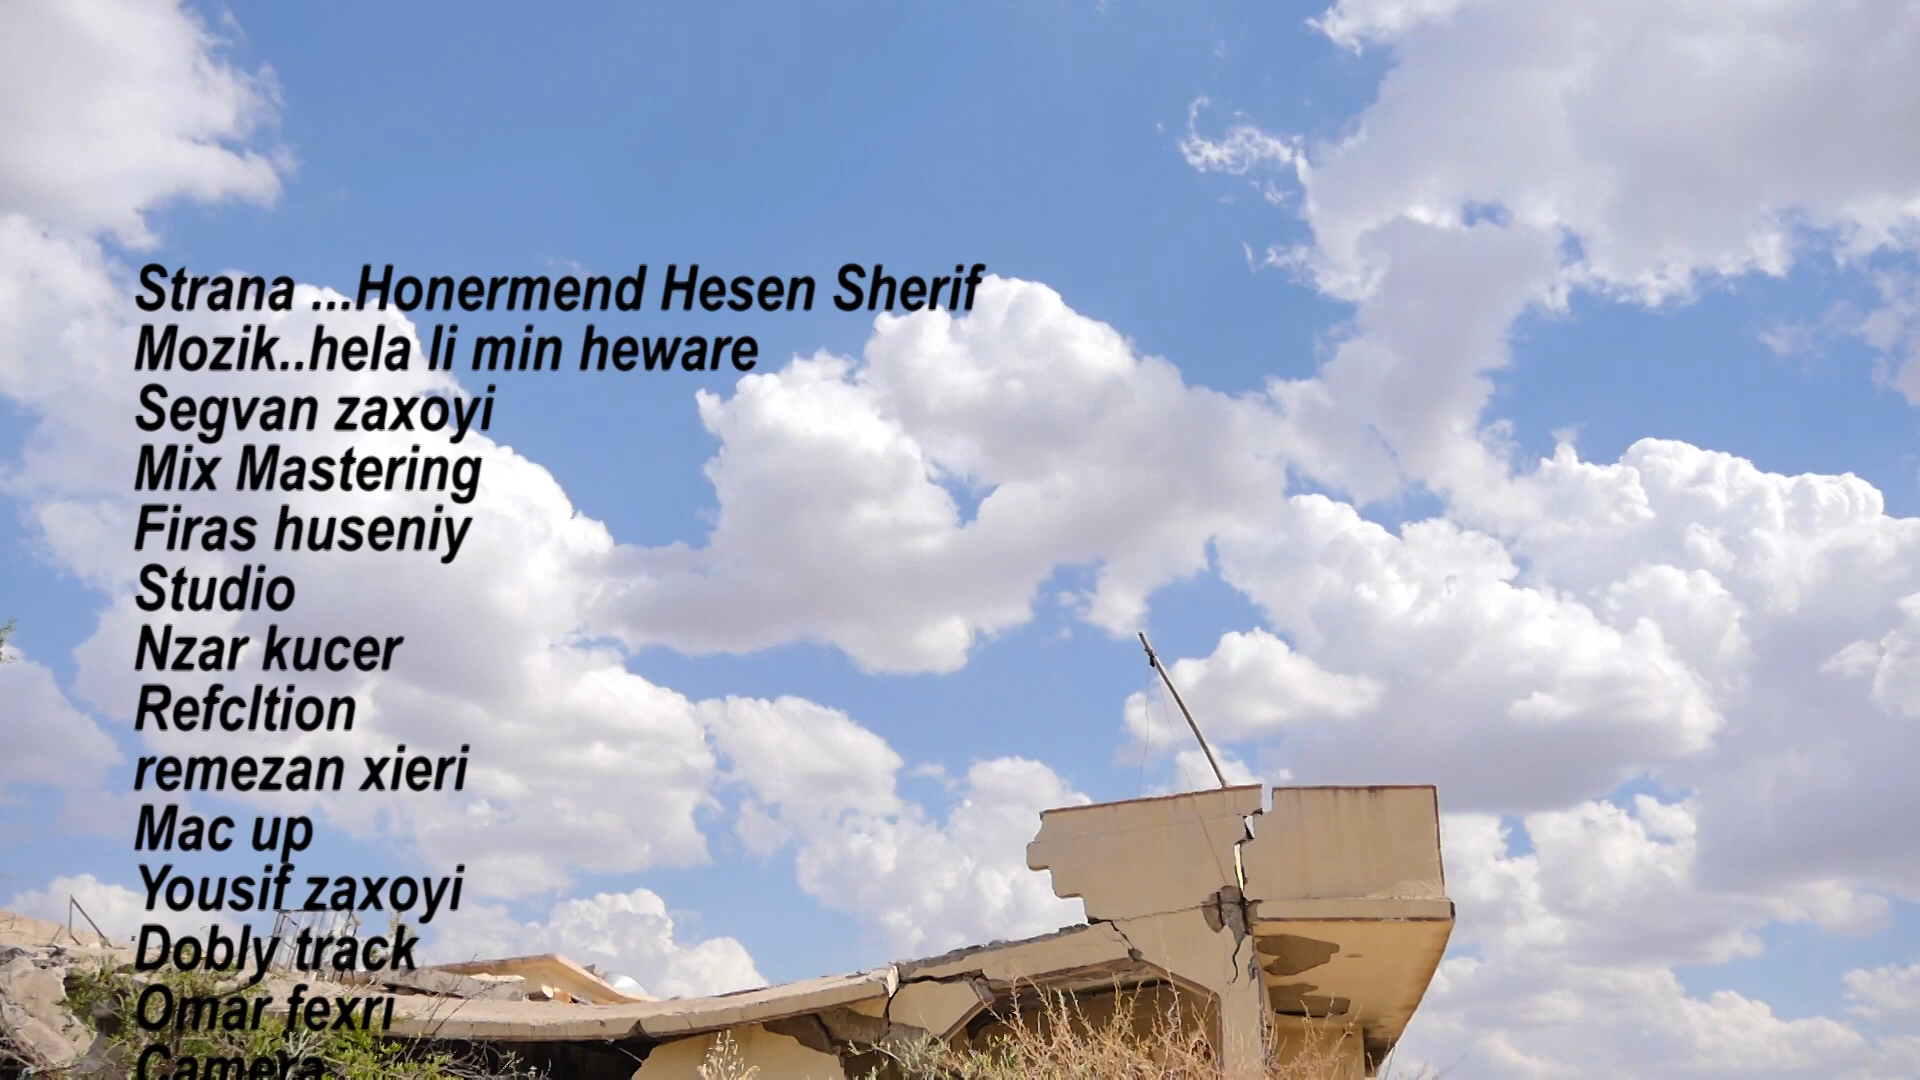 Strana ...Honermend Hesen Sherif
Mozik..hela li min heware
Segvan zaxoyi
Mix Mastering
Firas huseniy
Studio
Nzar kucer
Refcltion
remezan xieri
Mac up
Yousif zaxoyi
Dobly track
Omar fexri
Camera